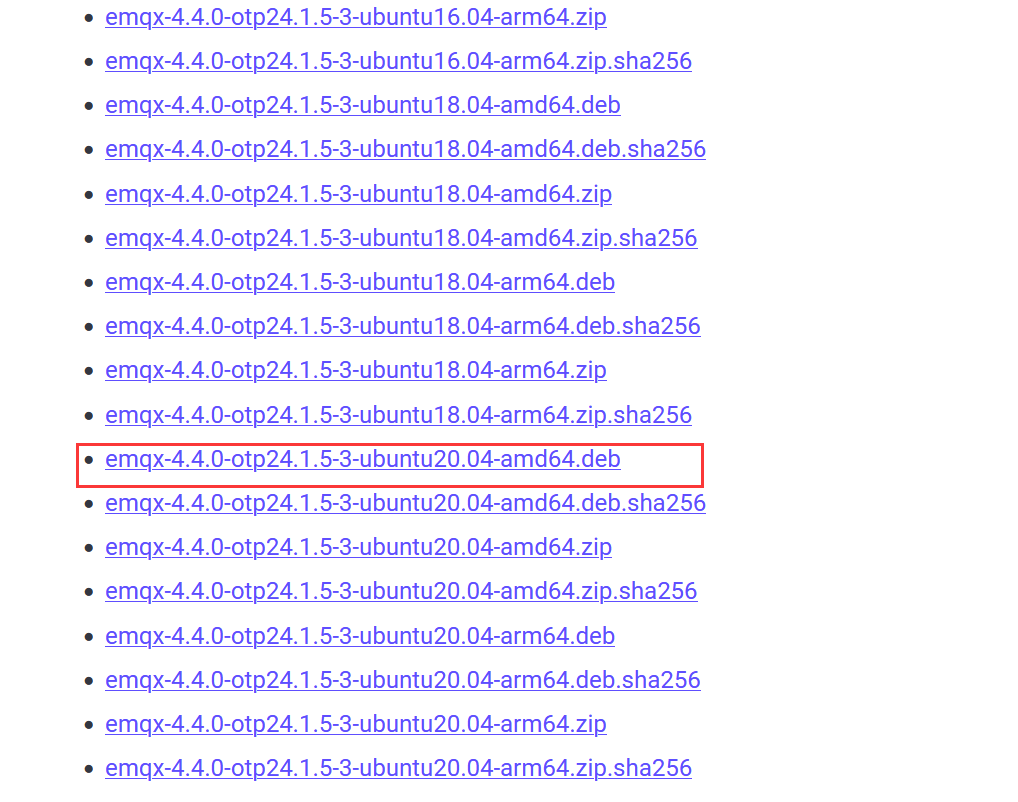 emqx-4.4.0-otp24.1.5-3-ubuntu16.04-arm64.zip
emqx-4.4.0-otp24.1.5-3-ubuntu16.04-arm64.zip.sha256
emqx-4.4.0-otp24.1.5-3-ubuntu18.04-amd64.deb
emqx-4.4.0-otp24.1.5-3-ubuntu18.04-amd64.deb.sha256
emqx-4.4.0-otp24.1.5-3-ubuntu18.04-amd64.zip
emqx-4.4.0-otp24.1.5-3-ubuntu18.04-amd64.zip.sha256
emqx-4.4.0-otp24.1.5-3-ubuntu18.04-arm64.deb
emqx-4.4.0-otp24.1.5-3-ubuntu18.04-arm64.deb.sha256
emqx-4.4.0-otp24.1.5-3-ubuntu18.04-arm64.zip
emqx-4.4.0-otp24.1.5-3-ubuntu18.04-arm64.zip.sha256
emqx-4.4.0-otp24.1.5-3-ubuntu20.04-amd64.deb
emqx-4.4.0-otp24.1.5-3-ubuntu20.04-amd64.deb.sha256
emqx-4.4.0-otp24.1.5-3-ubuntu20.04-amd64.zip
emqx-4.4.0-otp24.1.5-3-ubuntu20.04-amd64.zip.sha256
emqx-4.4.0-otp24.1.5-3-ubuntu20.04-arm64.deb
emqx-4.4.0-otp24.1.5-3-ubuntu20.04-arm64.deb.sha256
emqx-4.4.0-otp24.1.5-3-ubuntu20.04-arm64.zip
emqx-4.4.0-otp24.1.5-3-ubuntu20.04-arm64.zip.sha256